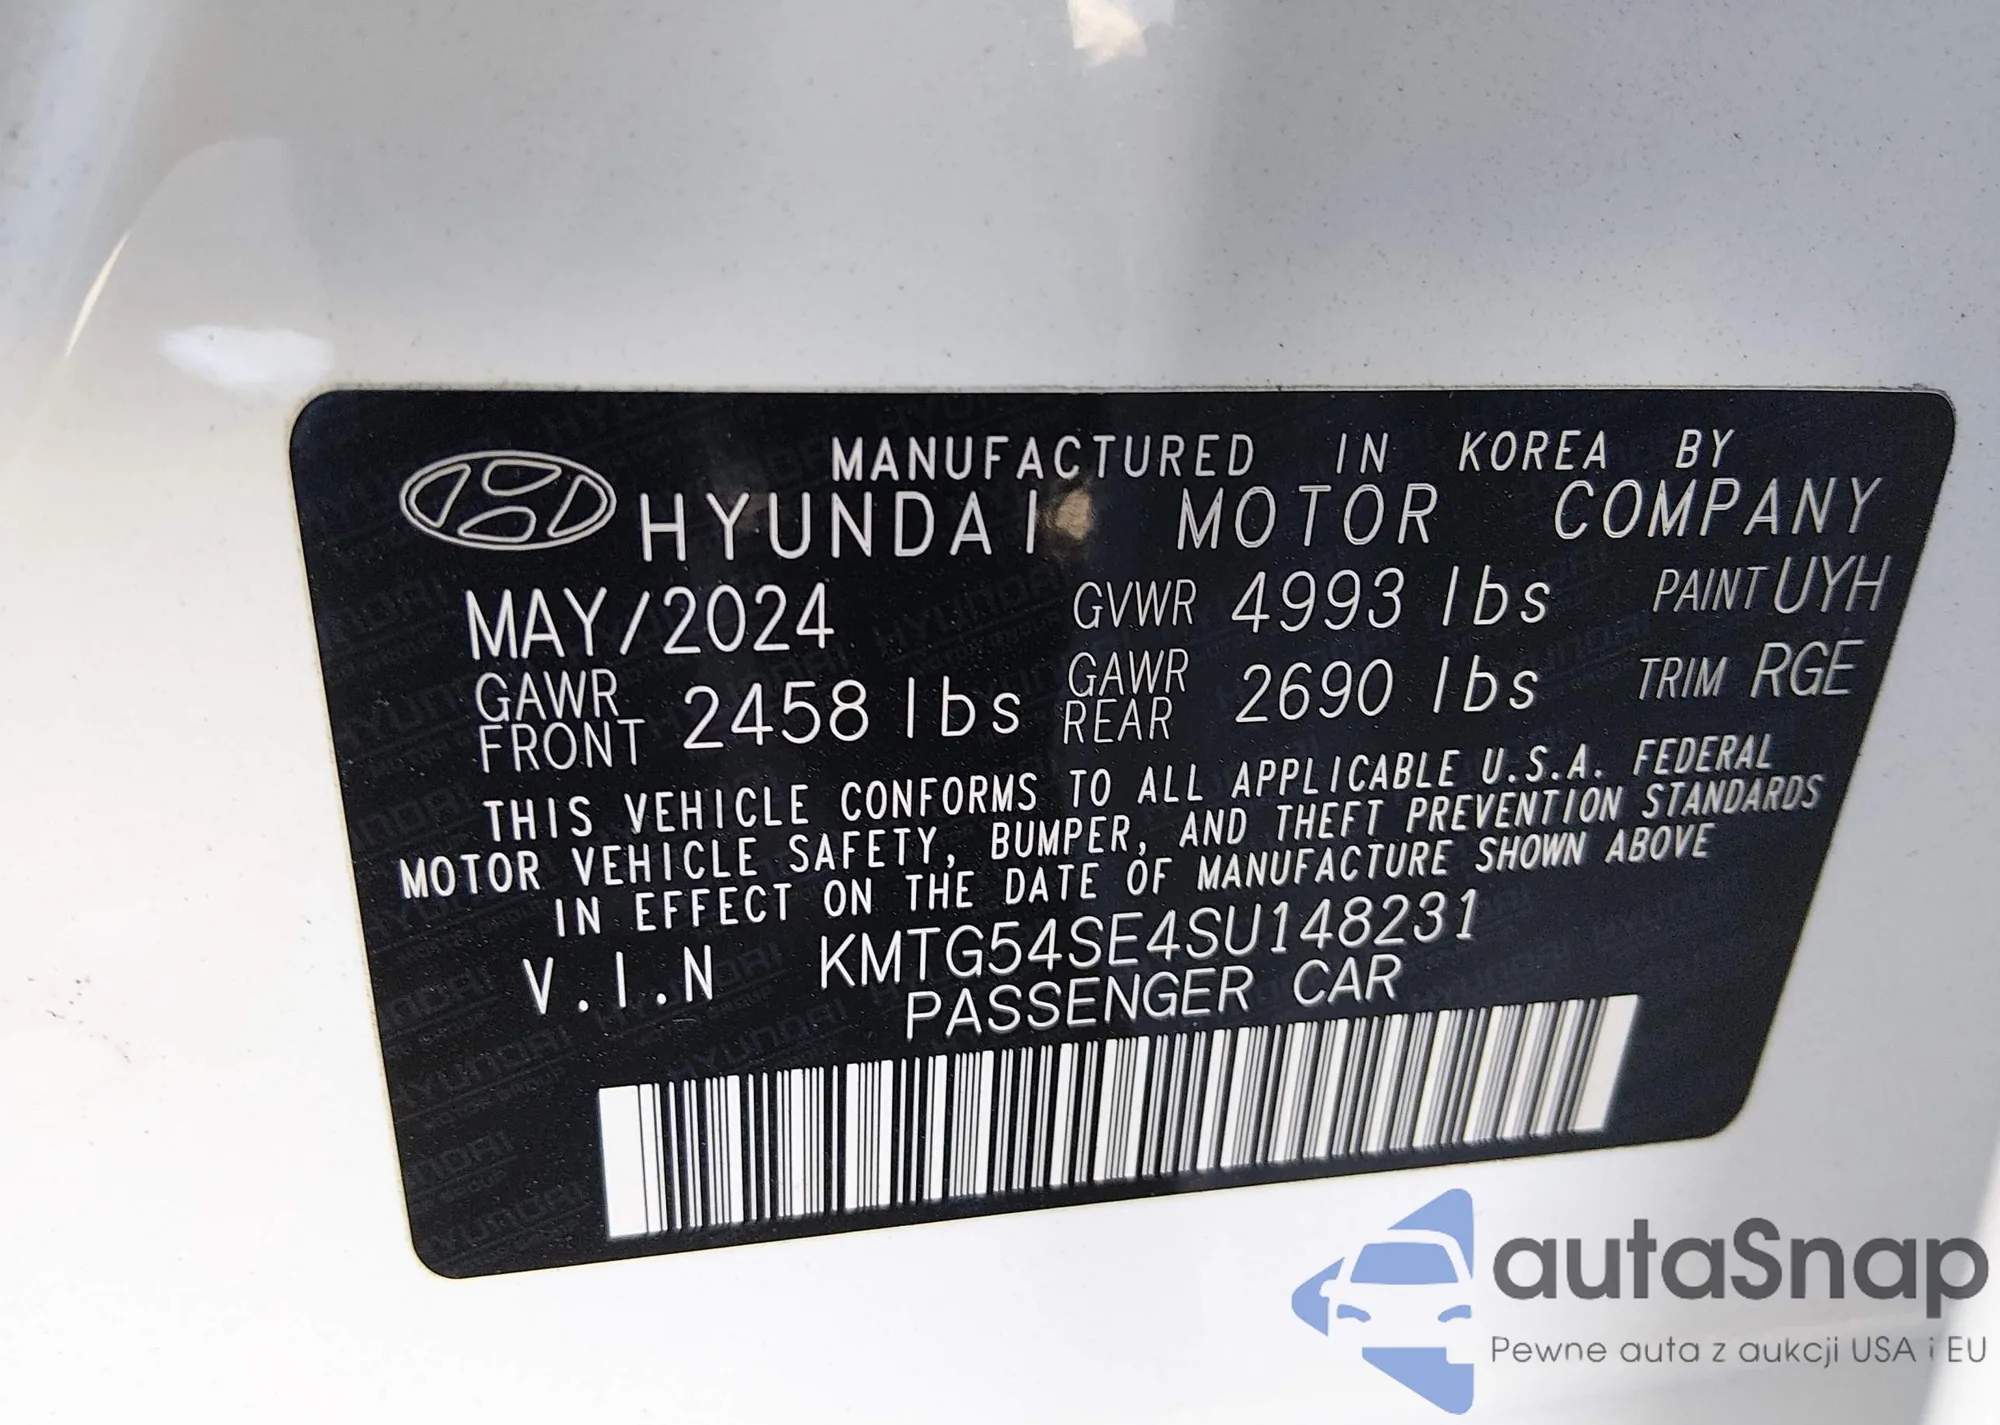 MANUFACTURED IN KOREA BY
HYUNDAI MOTOR COMPANY
MAY/2024 GVWR 4993 lbs PAINT UYH
GAWR FRONT 2458 lbs GAWR REAR 2690 lbs TRIM RGE
THIS VEHICLE CONFORMS TO ALL APPLICABLE U.S.A. FEDERAL
MOTOR VEHICLE SAFETY, BUMPER, AND THEFT PREVENTION STANDARDS
IN EFFECT ON THE DATE OF MANUFACTURE SHOWN ABOVE
V.I.N KMTG54SE4SU148231
PASSENGER CAR
autaSnap
Pewne auta z aukcji USA i EU